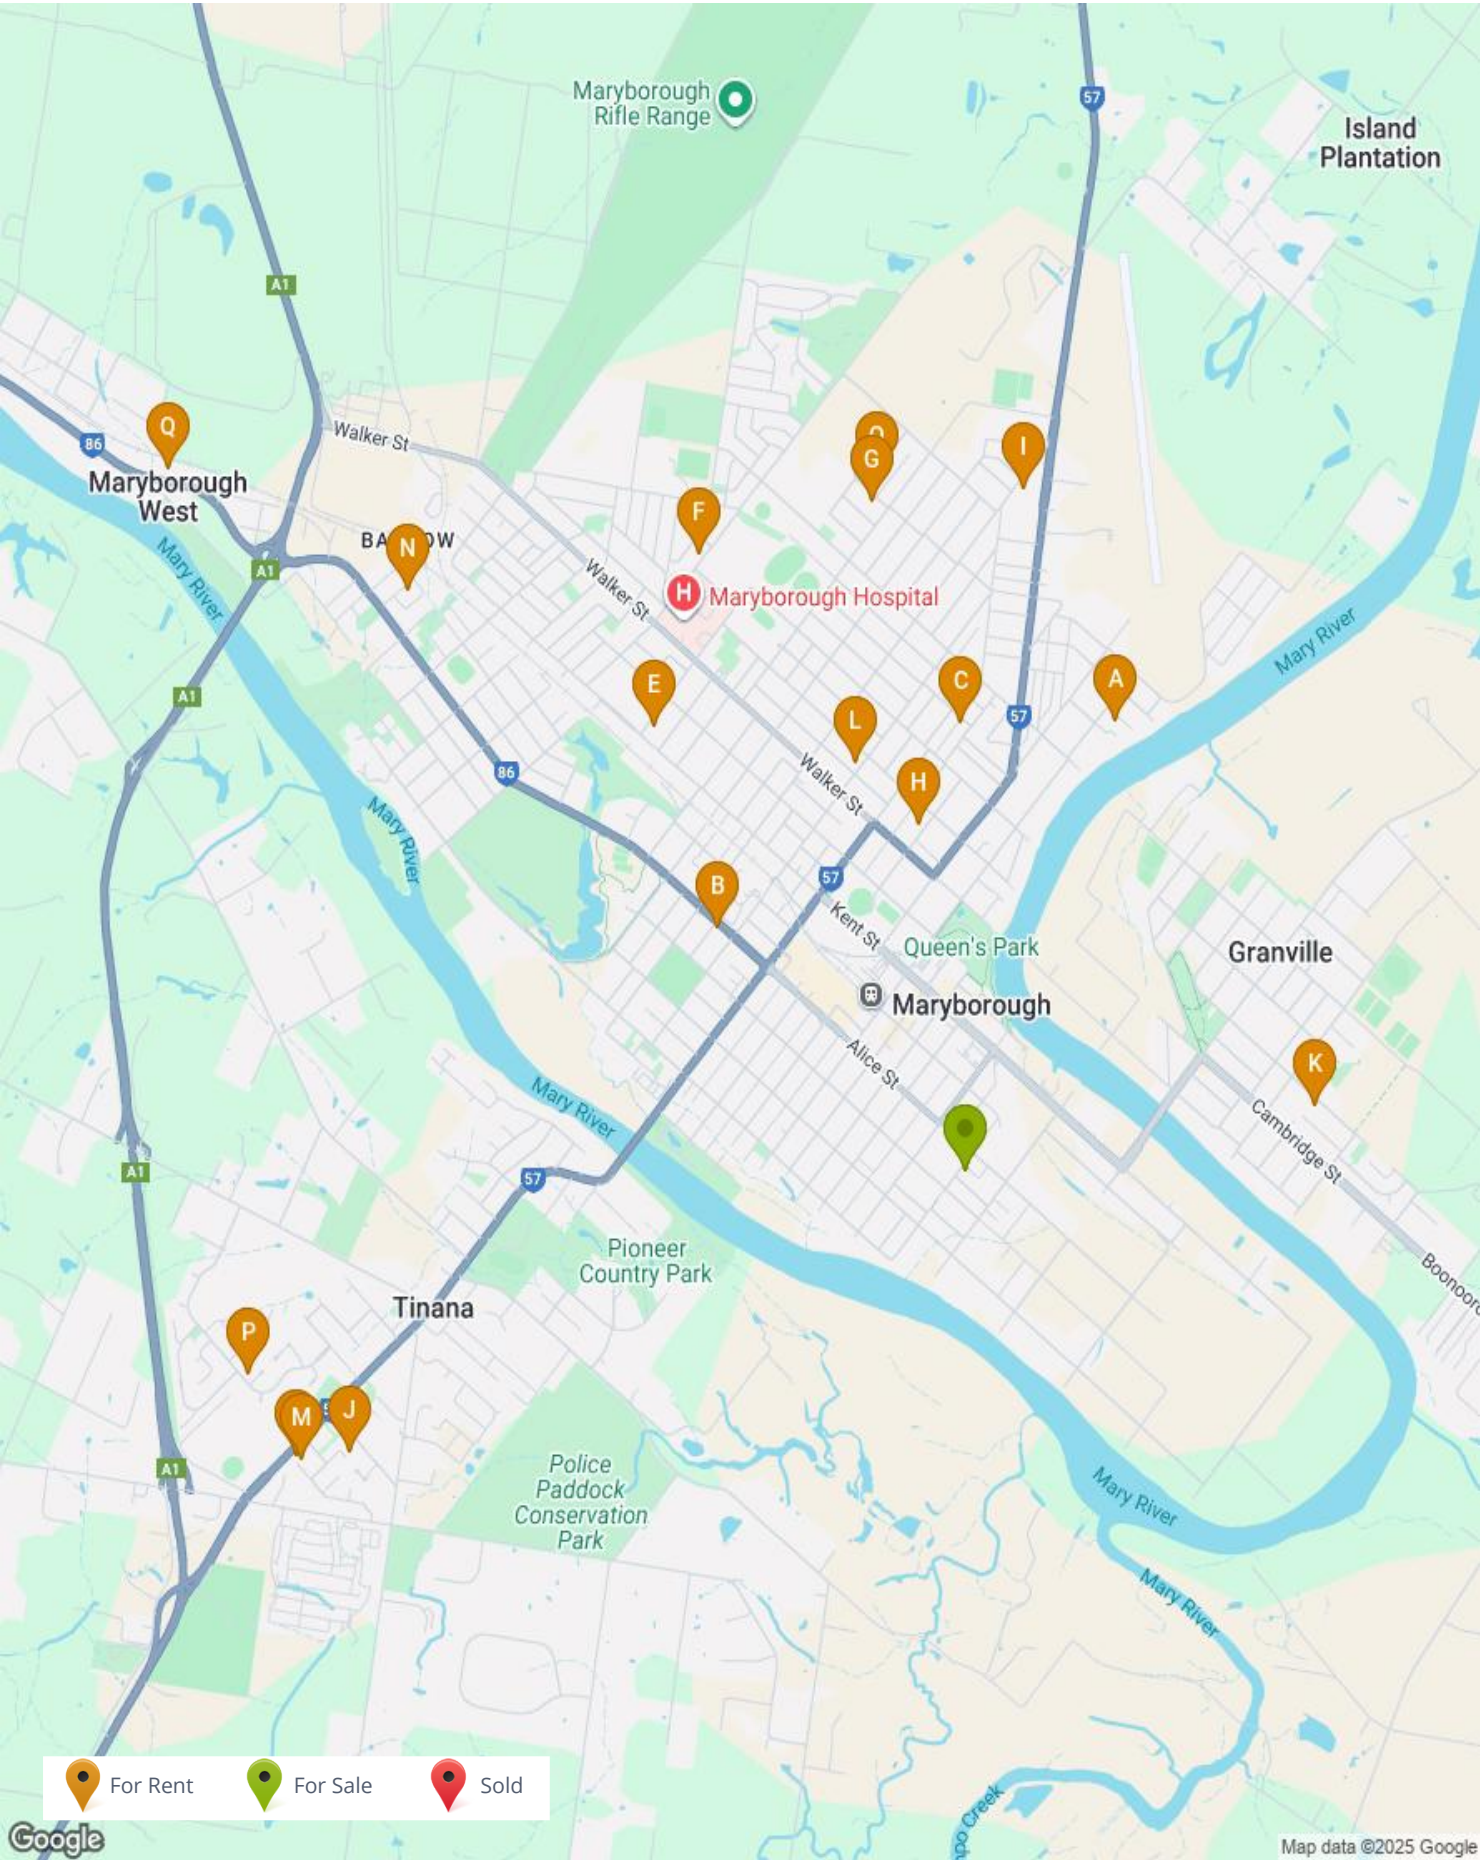 Maryborough
Rifle Range
57
Island
Plantation
A1
Walker St
Q
86
Maryborough
West
O
G
I
F
BA OW
N
A1
Mary River
Walker St
H
Maryborough Hospital
Mary River
A1
E
C
A
L
57
86
Walker St
H
Mary River
B
57
Kent St
Queen's Park
Granville
Maryborough
Alice St
K
Mary River
Cambridge St
A1
57
Pioneer
Country Park
Tinana
P
M
J
A1
Police
Paddock
Conservation
Park
Mary River
Mary River
For Rent
For Sale
Sold
Google
Map data ©2025 Google